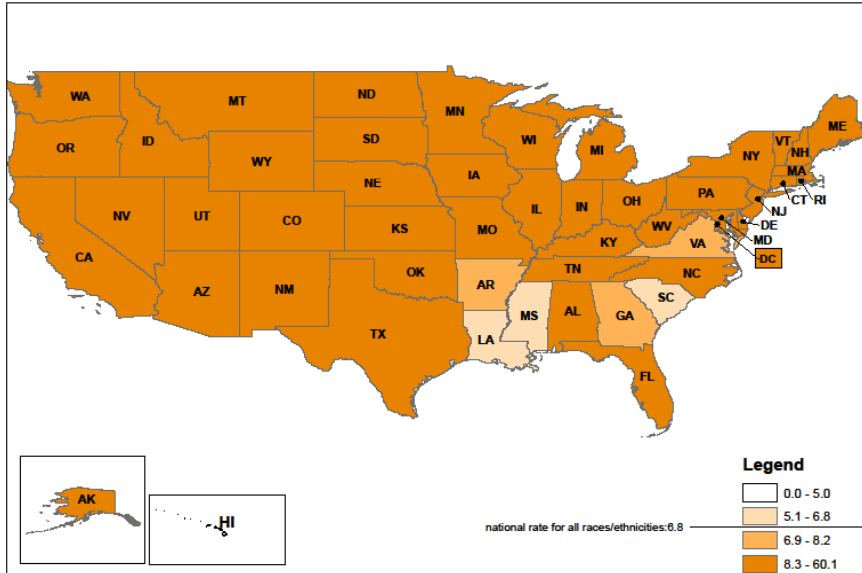 WA
MT
ND
MN
ME
OR
ID
SD
WI
MI
VT
NH
NY
MA
WY
NE
IA
PA
CT
RI
NV
UT
CO
IL
IN
OH
NJ
CA
KS
MO
WV
DE
MD
KY
VA
DC
AZ
NM
OK
AR
TN
NC
TX
LA
MS
AL
GA
SC
FL
AK
HI
Legend
0.0 - 5.0
5.1 - 6.8
national rate for all races/ethnicities:6.8
6.9 - 8.2
8.3 - 60.1